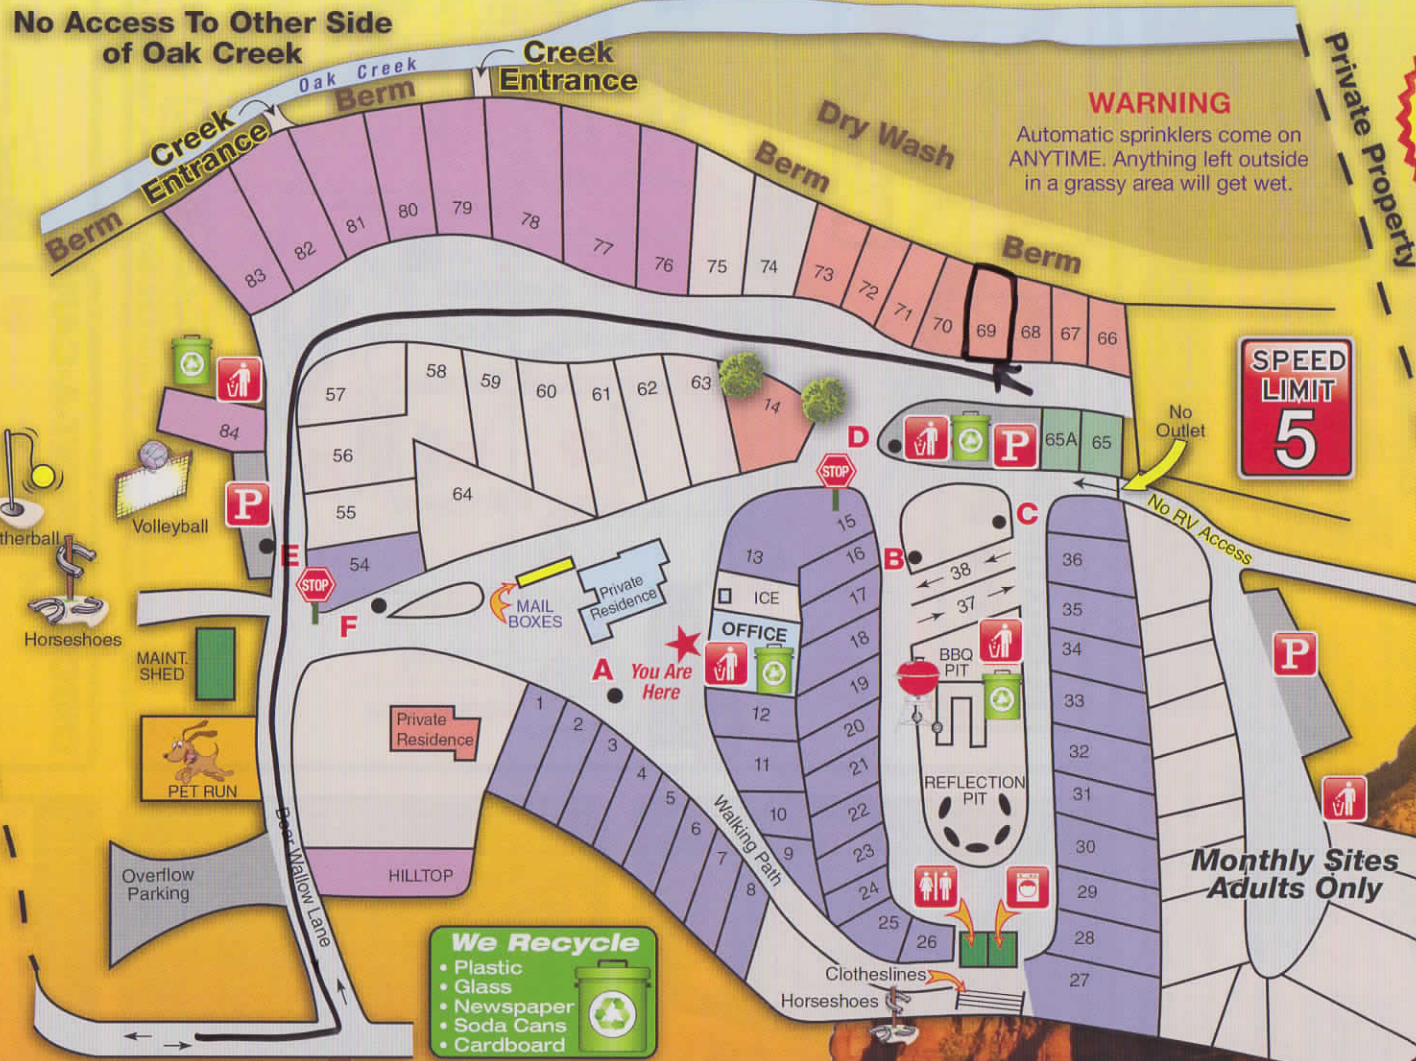 No Access To Other Side
of Oak Creek
Oak Creek
Creek
Entrance
Berm
Creek
Entrance
Berm
Dry Wash
Berm
Berm
WARNING
Automatic sprinklers come on
ANYTIME. Anything left outside
in a grassy area will get wet.
Private Property
83
82
81
80
79
78
77
76
75
74
73
72
71
70
69
68
67
66
SPEED
LIMIT
5
57
58
59
60
61
62
63
14
56
55
64
54
84
P
Volleyball
therball
Horseshoes
E
STOP
F
D
STOP
P
65A
65
No
Outlet
No RV Access
C
B
MAIL
BOXES
Private
Residence
13
ICE
OFFICE
15
16
17
18
19
20
21
22
23
24
25
26
38
37
BBQ
PIT
REFLECTION
PIT
36
35
34
33
32
31
30
29
28
27
P
A
You Are
Here
12
11
10
9
1
2
3
4
5
6
7
8
Walking Path
MAINT.
SHED
PET RUN
Private
Residence
HILLTOP
Overflow
Parking
Bear Wallow Lane
Monthly Sites
Adults Only
We Recycle
• Plastic
• Glass
• Newspaper
• Soda Cans
• Cardboard
Clotheslines
Horseshoes